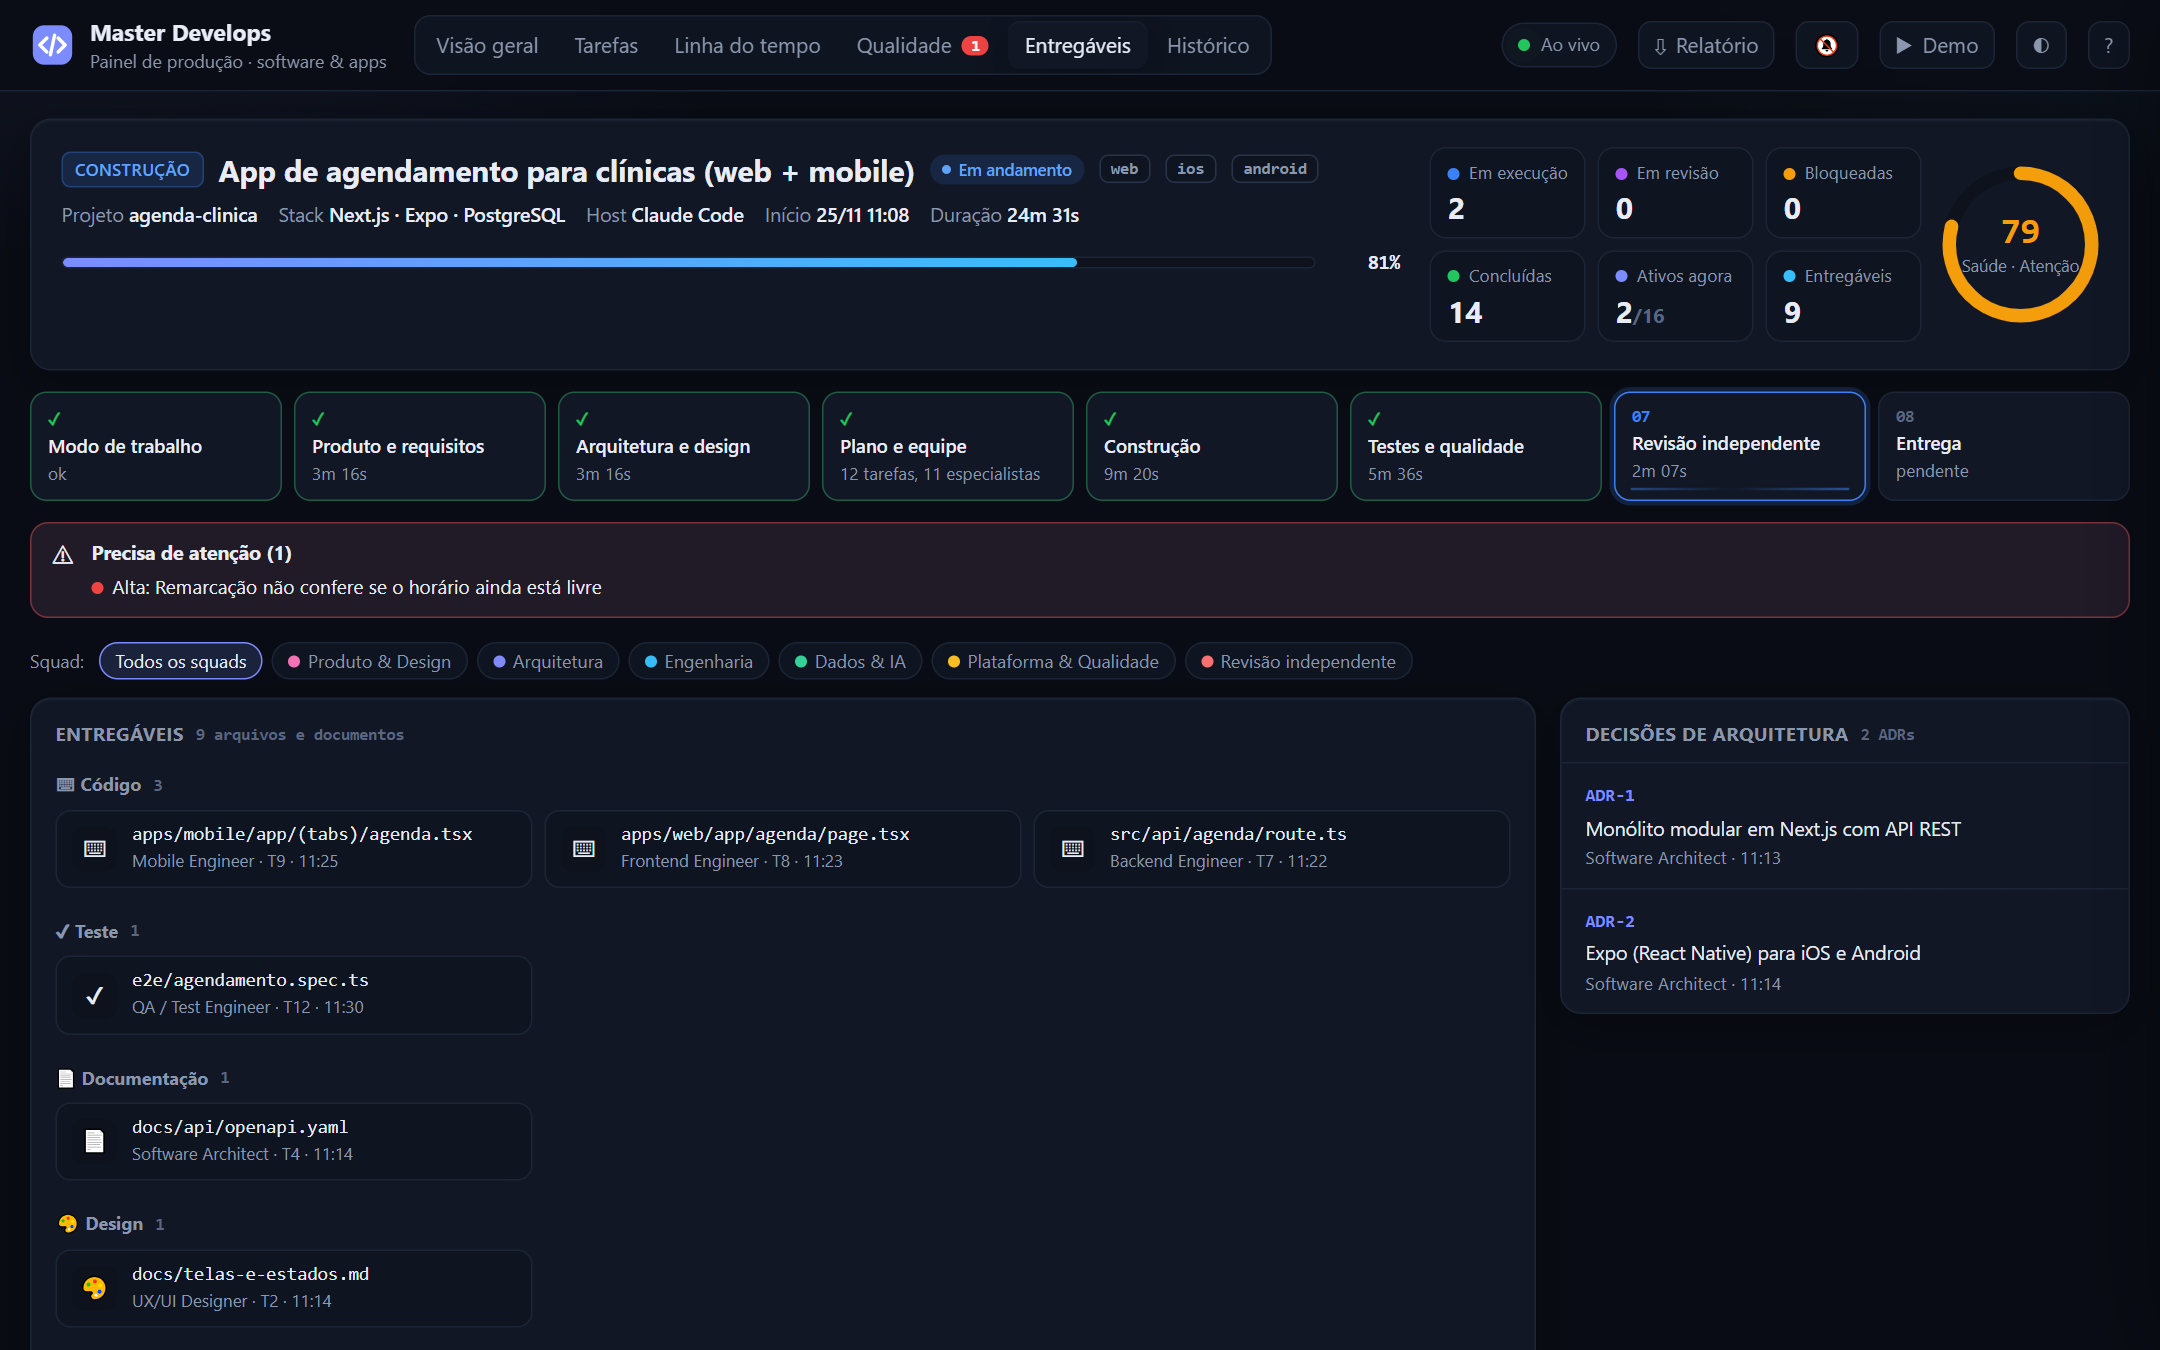 Master Develops
Painel de produção · software & apps
Visão geral
Tarefas
Linha do tempo
Qualidade 1
Entregáveis
Histórico
Ao vivo
⇩ Relatório
▶ Demo
?
CONSTRUÇÃO
App de agendamento para clínicas (web + mobile)
Em andamento
web
ios
android
Projeto agenda-clinica Stack Next.js · Expo · PostgreSQL Host Claude Code Início 25/11 11:08 Duração 24m 31s
81%
Em execução
2
Em revisão
0
Bloqueadas
0
Concluídas
14
Ativos agora
2/16
Entregáveis
9
79
Saúde · Atenção
✓
Modo de trabalho
ok
✓
Produto e requisitos
3m 16s
✓
Arquitetura e design
3m 16s
✓
Plano e equipe
12 tarefas, 11 especialistas
✓
Construção
9m 20s
✓
Testes e qualidade
5m 36s
07
Revisão independente
2m 07s
08
Entrega
pendente
⚠ Precisa de atenção (1)
Alta: Remarcação não confere se o horário ainda está livre
Squad:
Todos os squads
Produto & Design
Arquitetura
Engenharia
Dados & IA
Plataforma & Qualidade
Revisão independente
ENTREGÁVEIS 9 arquivos e documentos
Código 3
apps/mobile/app/(tabs)/agenda.tsx
Mobile Engineer · T9 · 11:25
apps/web/app/agenda/page.tsx
Frontend Engineer · T8 · 11:23
src/api/agenda/route.ts
Backend Engineer · T7 · 11:22
✓ Teste 1
e2e/agendamento.spec.ts
QA / Test Engineer · T12 · 11:30
Documentação 1
docs/api/openapi.yaml
Software Architect · T4 · 11:14
Design 1
docs/telas-e-estados.md
UX/UI Designer · T2 · 11:14
DECISÕES DE ARQUITETURA 2 ADRs
ADR-1
Monólito modular em Next.js com API REST
Software Architect · 11:13
ADR-2
Expo (React Native) para iOS e Android
Software Architect · 11:14